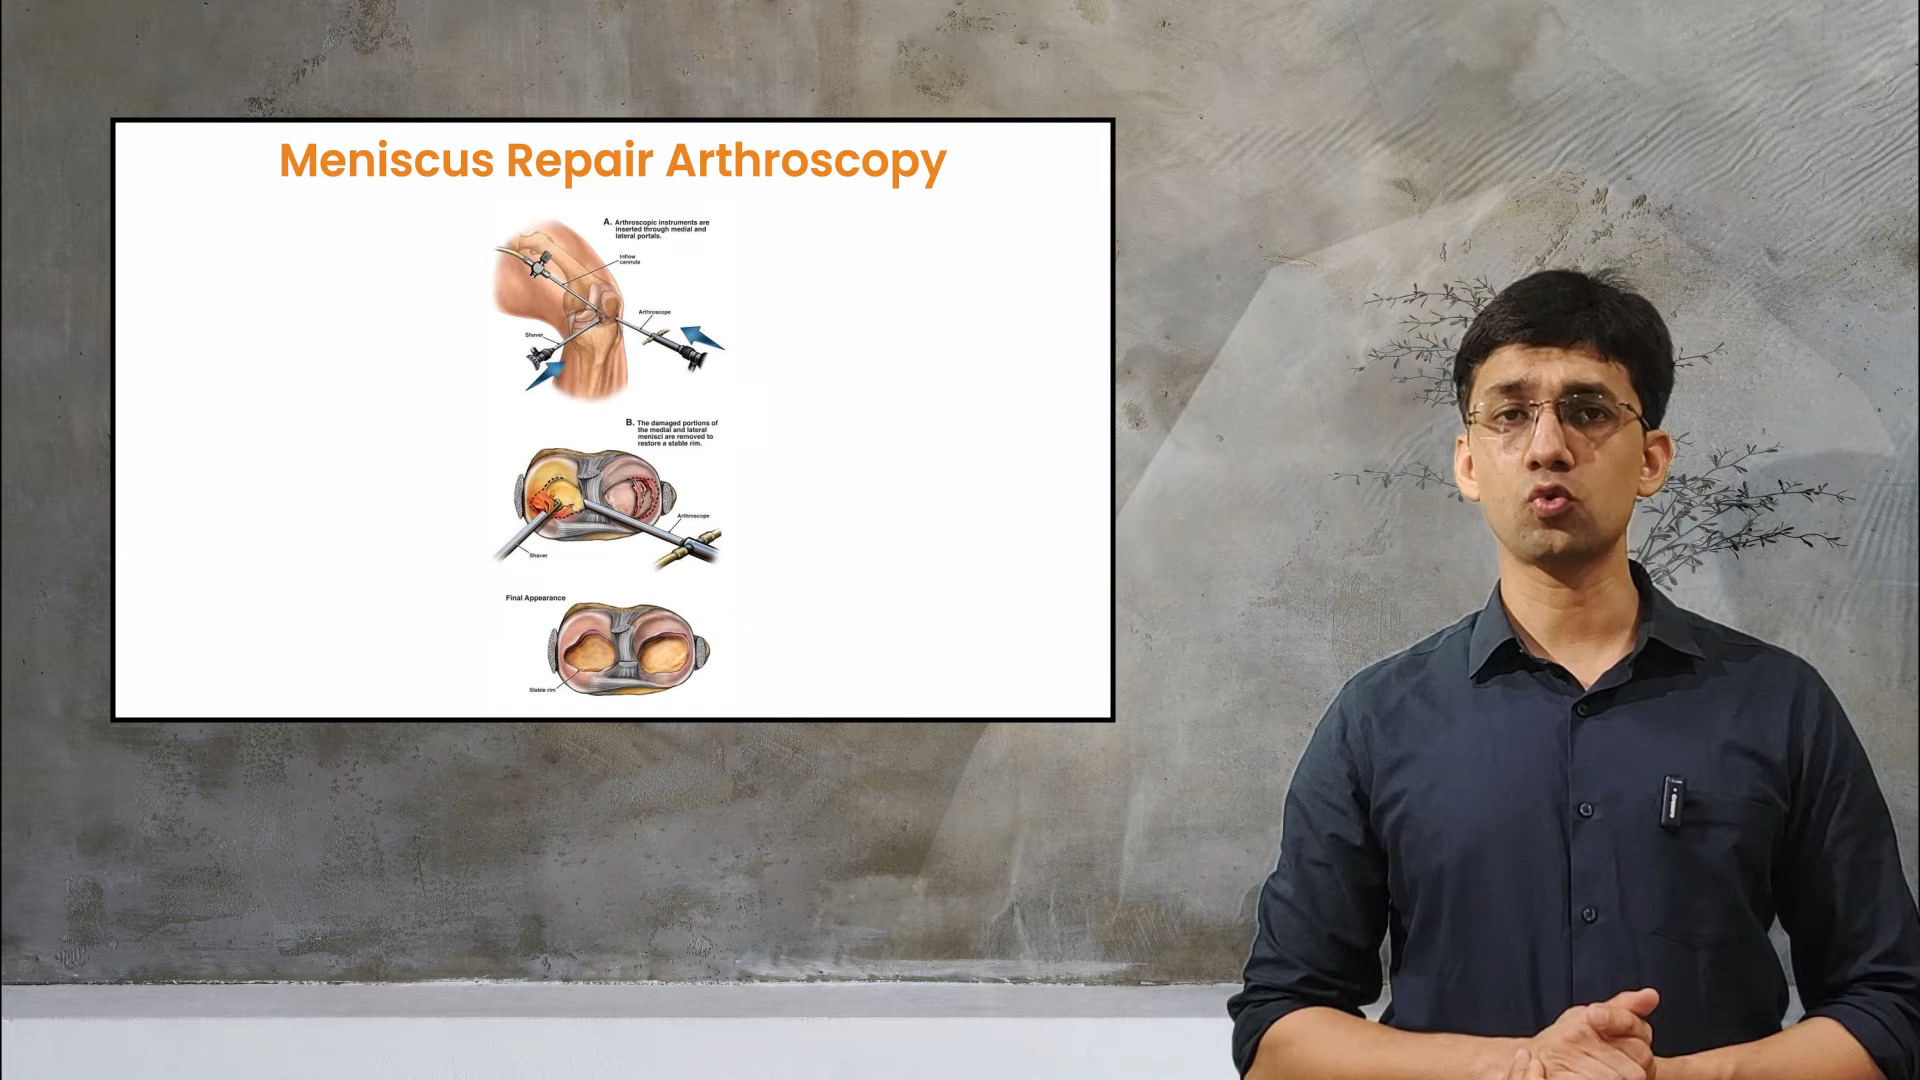 Meniscus Repair Arthroscopy
A. Arthroscopic instruments are
inserted through medial and
lateral portals.
Inflow
cannula
Arthroscope
Shaver
B. The damaged portions of
the medial and lateral
menisci are removed to
restore a stable rim.
Arthroscope
Shaver
Final Appearance
Stable rim